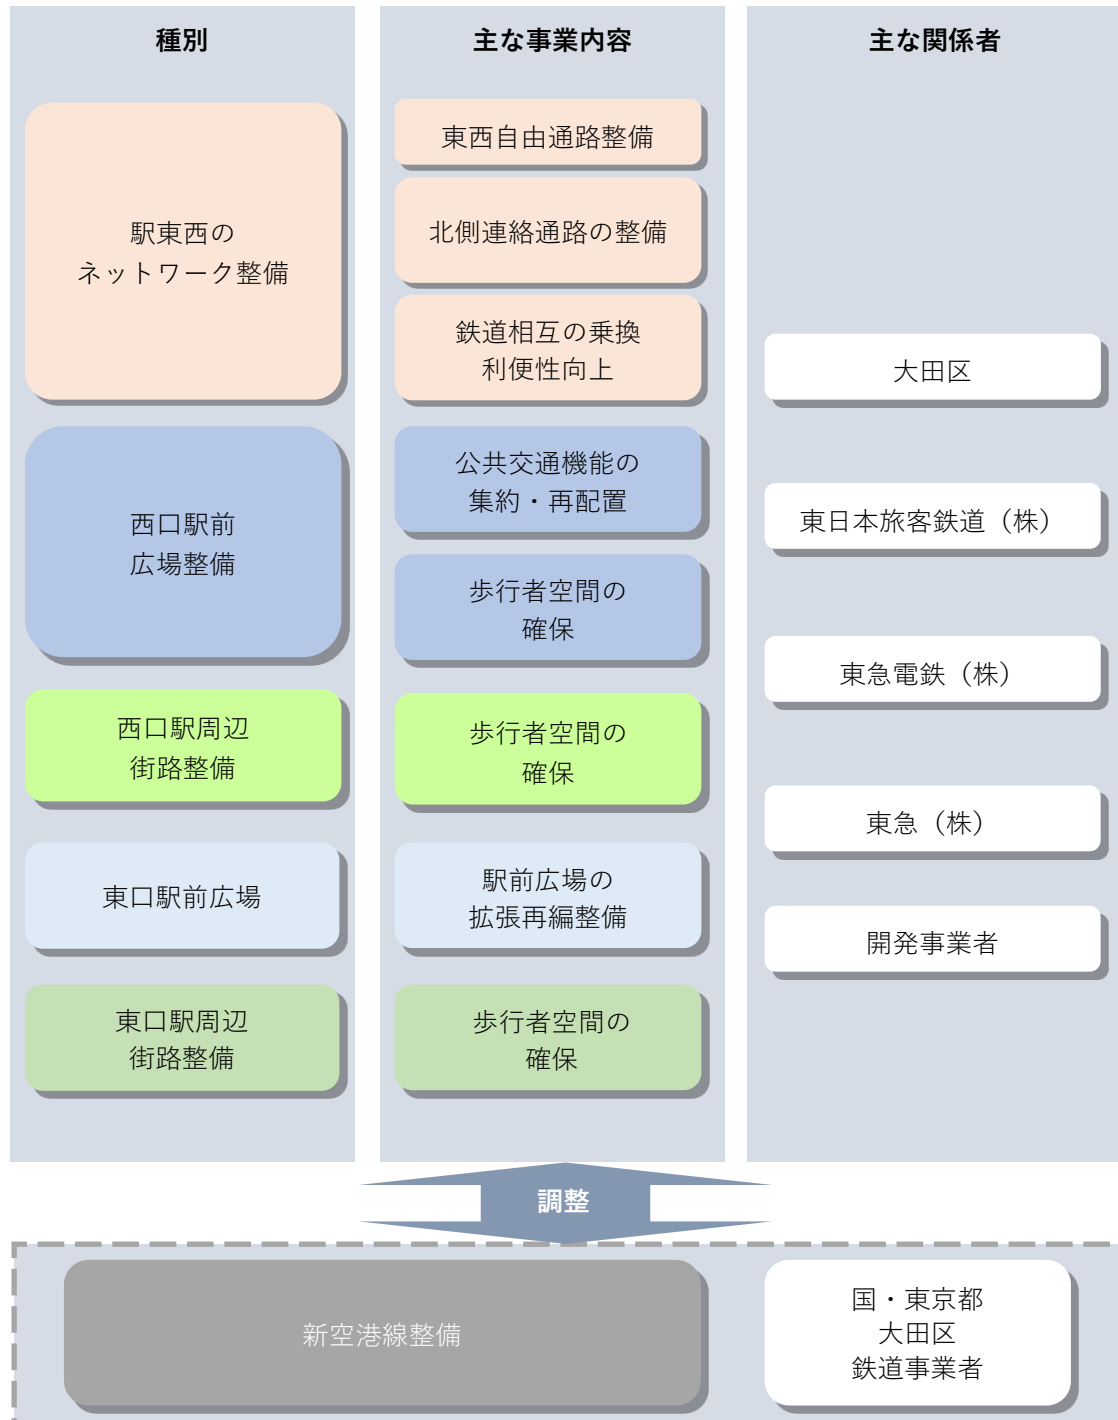 種別
駅東西の
ネットワーク整備
西口駅前
広場整備
西口駅周辺
街路整備
東口駅前広場
東口駅周辺
街路整備
主な事業内容
東西自由通路整備
北側連絡通路の整備
鉄道相互の乗換
利便性向上
公共交通機能の
集約・再配置
歩行者空間の
確保
歩行者空間の
確保
駅前広場の
拡張再編整備
歩行者空間の
確保
主な関係者
大田区
東日本旅客鉄道（株）
東急電鉄（株）
東急（株）
開発事業者
調整
新空港線整備
国・東京都
大田区
鉄道事業者